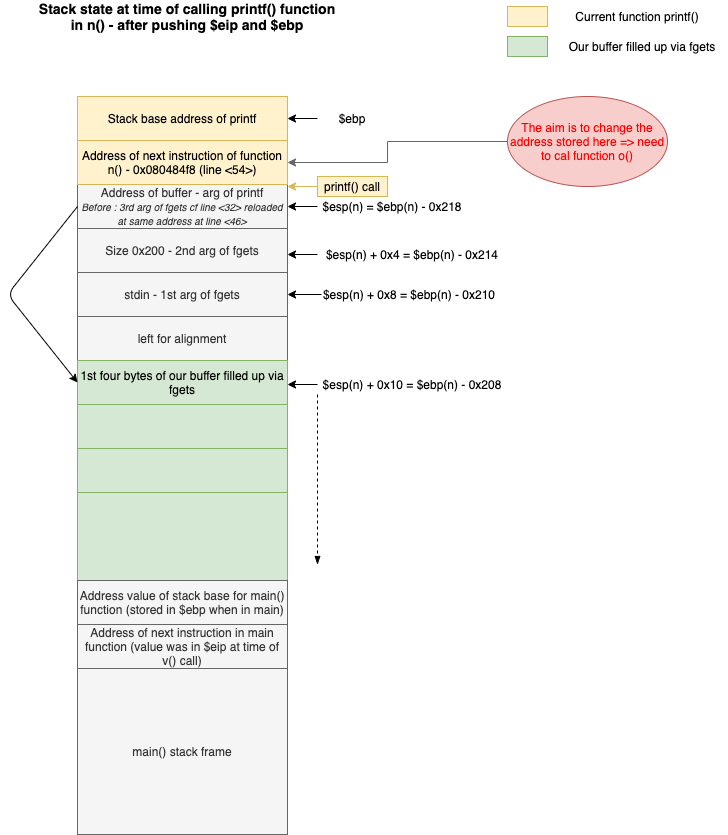 Stack state at time of calling printf() function
in n() - after pushing $eip and $ebp
Current function printf()
Our buffer filled up via fgets
Stack base address of printf
$ebp
Address of next instruction of function
n() - 0x080484f8 (line <54>)
The aim is to change the
address stored here => need
to cal function o()
printf() call
Address of buffer - arg of printf
Before : 3rd arg of fgets cf line <32> reloaded
at same address at line <46>
$esp(n) = $ebp(n) - 0x218
Size 0x200 - 2nd arg of fgets
$esp(n) + 0x4 = $ebp(n) - 0x214
stdin - 1st arg of fgets
$esp(n) + 0x8 = $ebp(n) - 0x210
left for alignment
1st four bytes of our buffer filled up via
fgets
$esp(n) + 0x10 = $ebp(n) - 0x208
Address value of stack base for main()
function (stored in $ebp when in main)
Address of next instruction in main
function (value was in $eip at time of
v() call)
main() stack frame